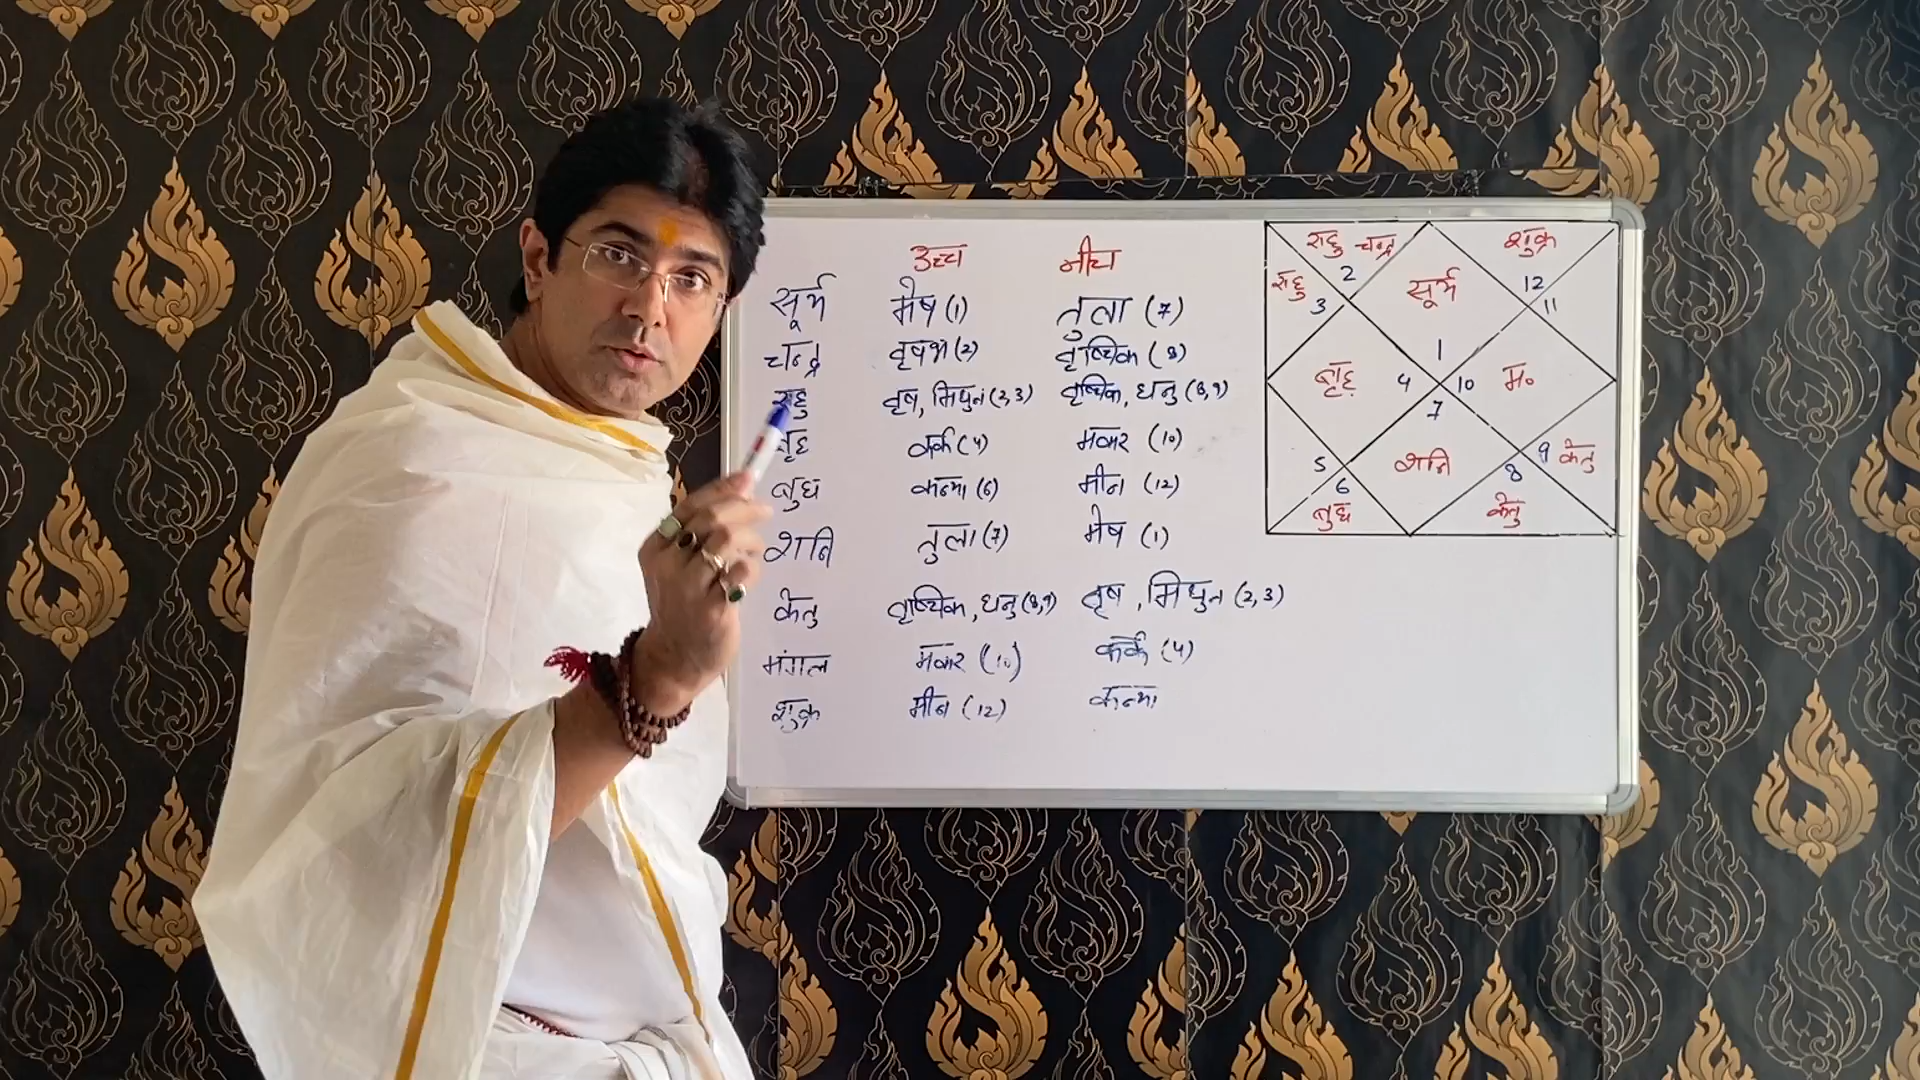 उच्च नीच
सूर्य मेष (1) तुला (7)
चन्द्र वृषभ (2) वृष्चिक (8)
राहु वृष, मिथुन (2,3) वृष्चिक, धनु (8,9)
बृह कर्क (4) मकर (10)
बुध कन्या (6) मीन (12)
शनि तुला (7) मेष (1)
केतु वृष्चिक, धनु (8,9) वृष, मिथुन (2,3)
मंगल मकर (10) कर्क (4)
शुक्र मीन (12) कन्या
राहु चन्द्र शुक्र
राहु 2 सूर्य 12
3 11
1
बृह 4 10 मं०
7
5 शनि 8 9 केतु
6
बुध केतु